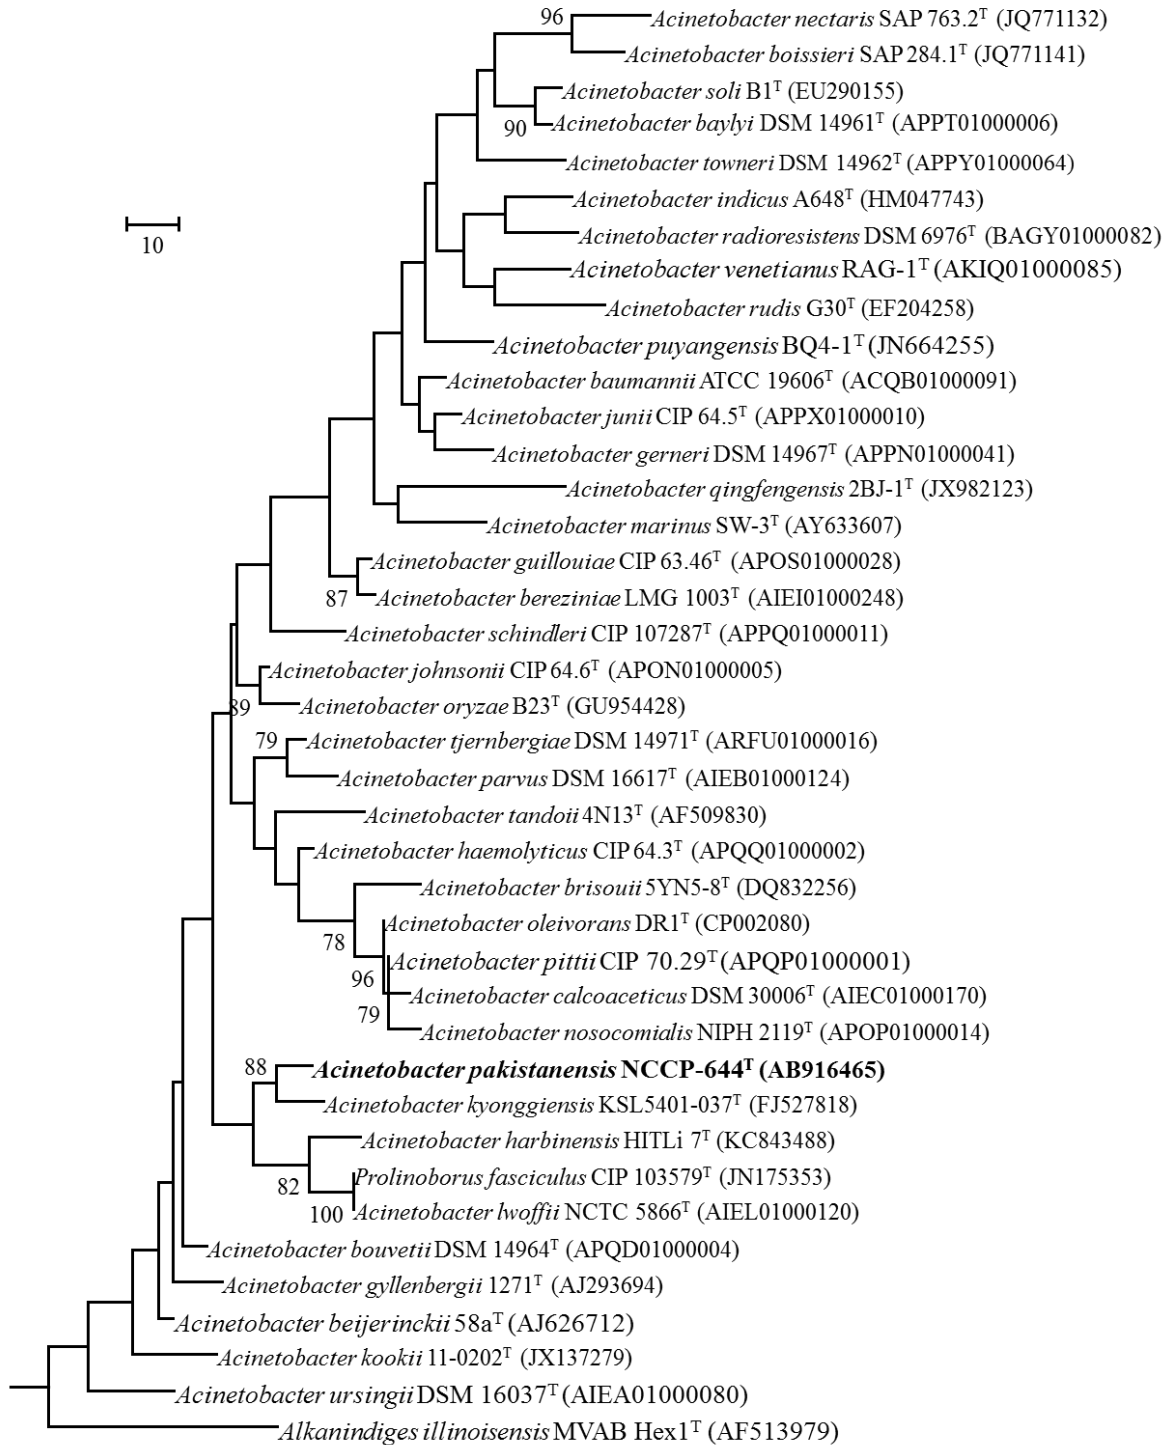 96
Acinetobacter nectaris SAP 763.2T (JQ771132)
Acinetobacter boissieri SAP 284.1T (JQ771141)
Acinetobacter soli B1T (EU290155)
90
Acinetobacter baylyi DSM 14961T (APPT01000006)
Acinetobacter towneri DSM 14962T (APPY01000064)
Acinetobacter indicus A648T (HM047743)
10
Acinetobacter radioresistens DSM 6976T (BAGY01000082)
Acinetobacter venetianus RAG-1T (AKIQ01000085)
Acinetobacter rudis G30T (EF204258)
Acinetobacter puyangensis BQ4-1T (JN664255)
Acinetobacter baumannii ATCC 19606T (ACQB01000091)
Acinetobacter junii CIP 64.5T (APPX01000010)
Acinetobacter gerneri DSM 14967T (APPN01000041)
Acinetobacter qingfengensis 2BJ-1T (JX982123)
Acinetobacter marinus SW-3T (AY633607)
Acinetobacter guillouiae CIP 63.46T (APOS01000028)
87
Acinetobacter bereziniae LMG 1003T (AIEI01000248)
Acinetobacter schindleri CIP 107287T (APPQ01000011)
Acinetobacter johnsonii CIP 64.6T (APON01000005)
89
Acinetobacter oryzae B23T (GU954428)
79
Acinetobacter tjernbergiae DSM 14971T (ARFU01000016)
Acinetobacter parvus DSM 16617T (AIEB01000124)
Acinetobacter tandoii 4N13T (AF509830)
Acinetobacter haemolyticus CIP 64.3T (APQQ01000002)
Acinetobacter brisouii 5YN5-8T (DQ832256)
Acinetobacter oleivorans DR1T (CP002080)
78
Acinetobacter pittii CIP 70.29T (APQP01000001)
96
Acinetobacter calcoaceticus DSM 30006T (AIEC01000170)
79
Acinetobacter nosocomialis NIPH 2119T (APOP01000014)
88
Acinetobacter pakistanensis NCCP-644T (AB916465)
Acinetobacter kyonggiensis KSL5401-037T (FJ527818)
Acinetobacter harbinensis HITLi 7T (KC843488)
Prolinoborus fasciculus CIP 103579T (JN175353)
82
100
Acinetobacter lwoffii NCTC 5866T (AIEL01000120)
Acinetobacter bouvetii DSM 14964T (APQD01000004)
Acinetobacter gyllenbergii 1271T (AJ293694)
Acinetobacter beijerinckii 58aT (AJ626712)
Acinetobacter kookii 11-0202T (JX137279)
Acinetobacter ursingii DSM 16037T (AIEA01000080)
Alkanindiges illinoisensis MVAB Hex1T (AF513979)